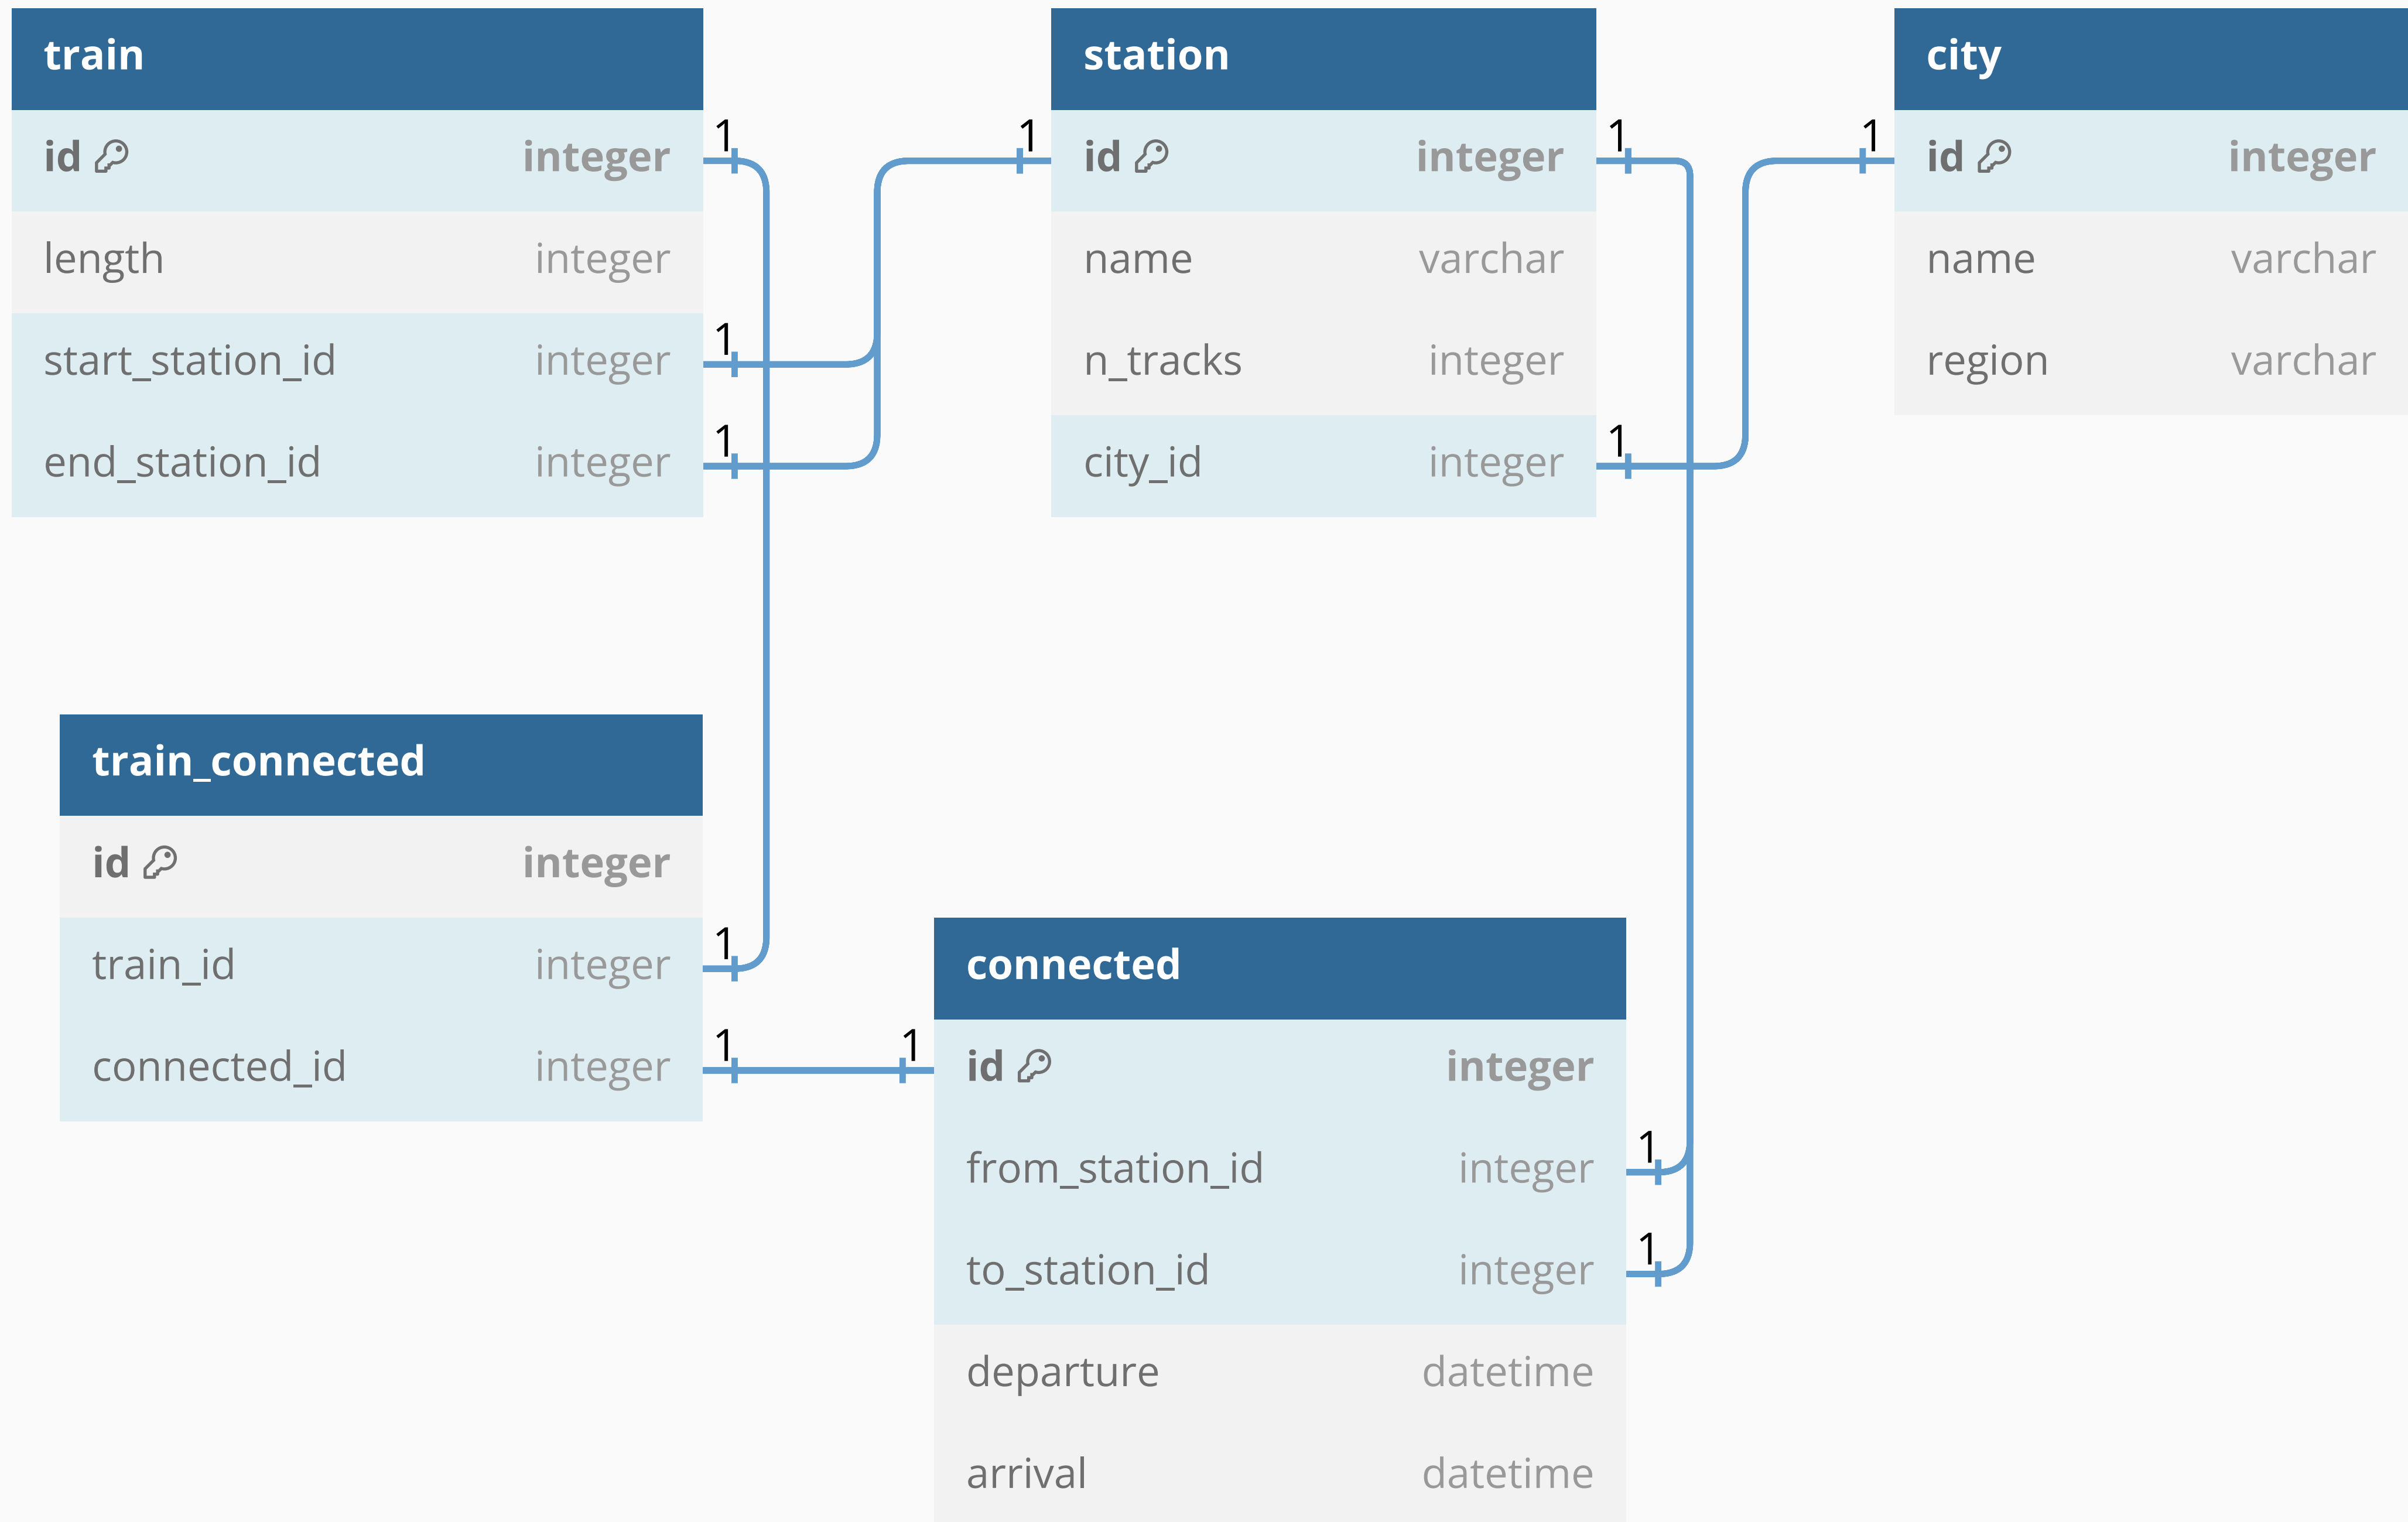 train
id integer
length integer
start_station_id integer
end_station_id integer
1
1
1
station
id integer
name varchar
n_tracks integer
city_id integer
1
1
1
city
id integer
name varchar
region varchar
1
train_connected
id integer
train_id integer
connected_id integer
1
1
connected
id integer
from_station_id integer
to_station_id integer
departure datetime
arrival datetime
1
1
1